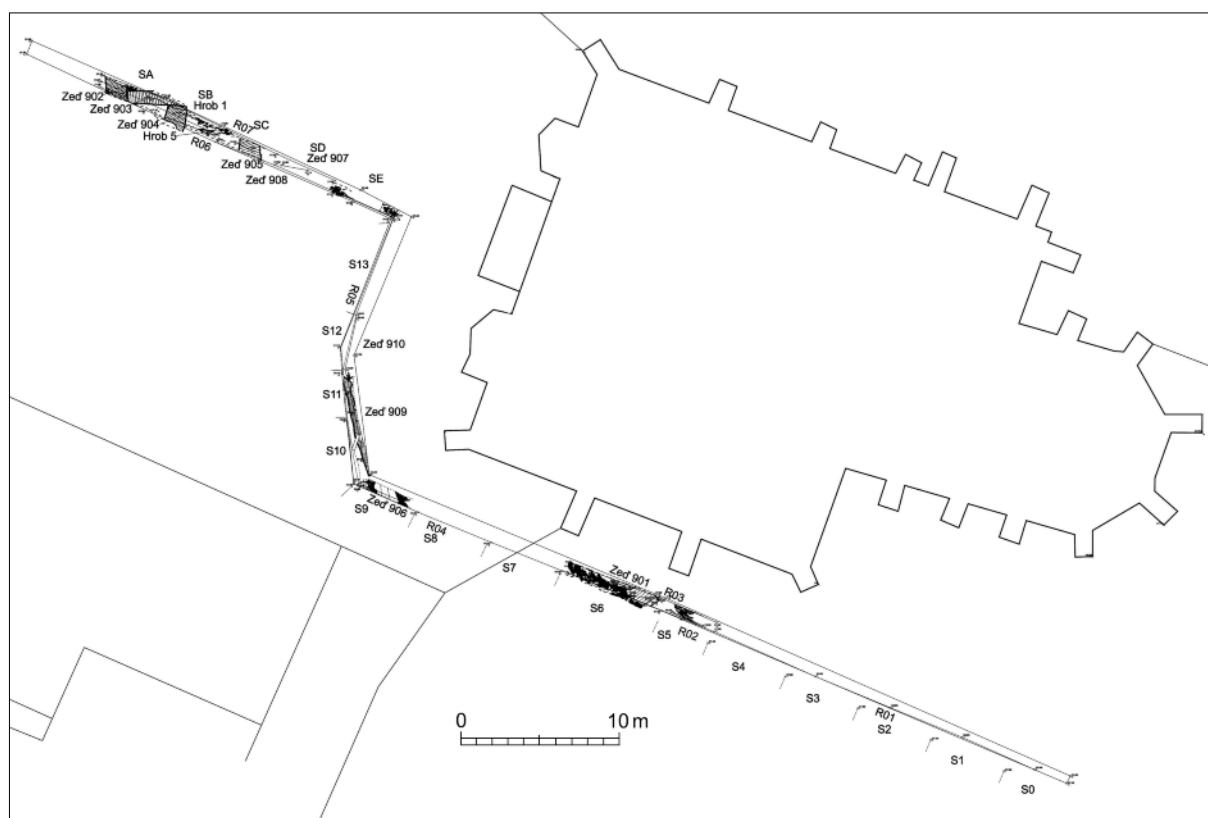 SA
SB
Hrob 1
Zeď 902
Zeď 903
R07
SC
Zeď 904
Hrob 5
R06
SD
Zeď 907
Zeď 905
Zeď 908
SE
S13
R05
S12
Zeď 910
S11
Zeď 909
S10
Zeď 906
S9
R04
S8
S7
Zeď 901
S6
R03
S5
R02
S4
S3
R01
S2
S1
S0
0 10 m